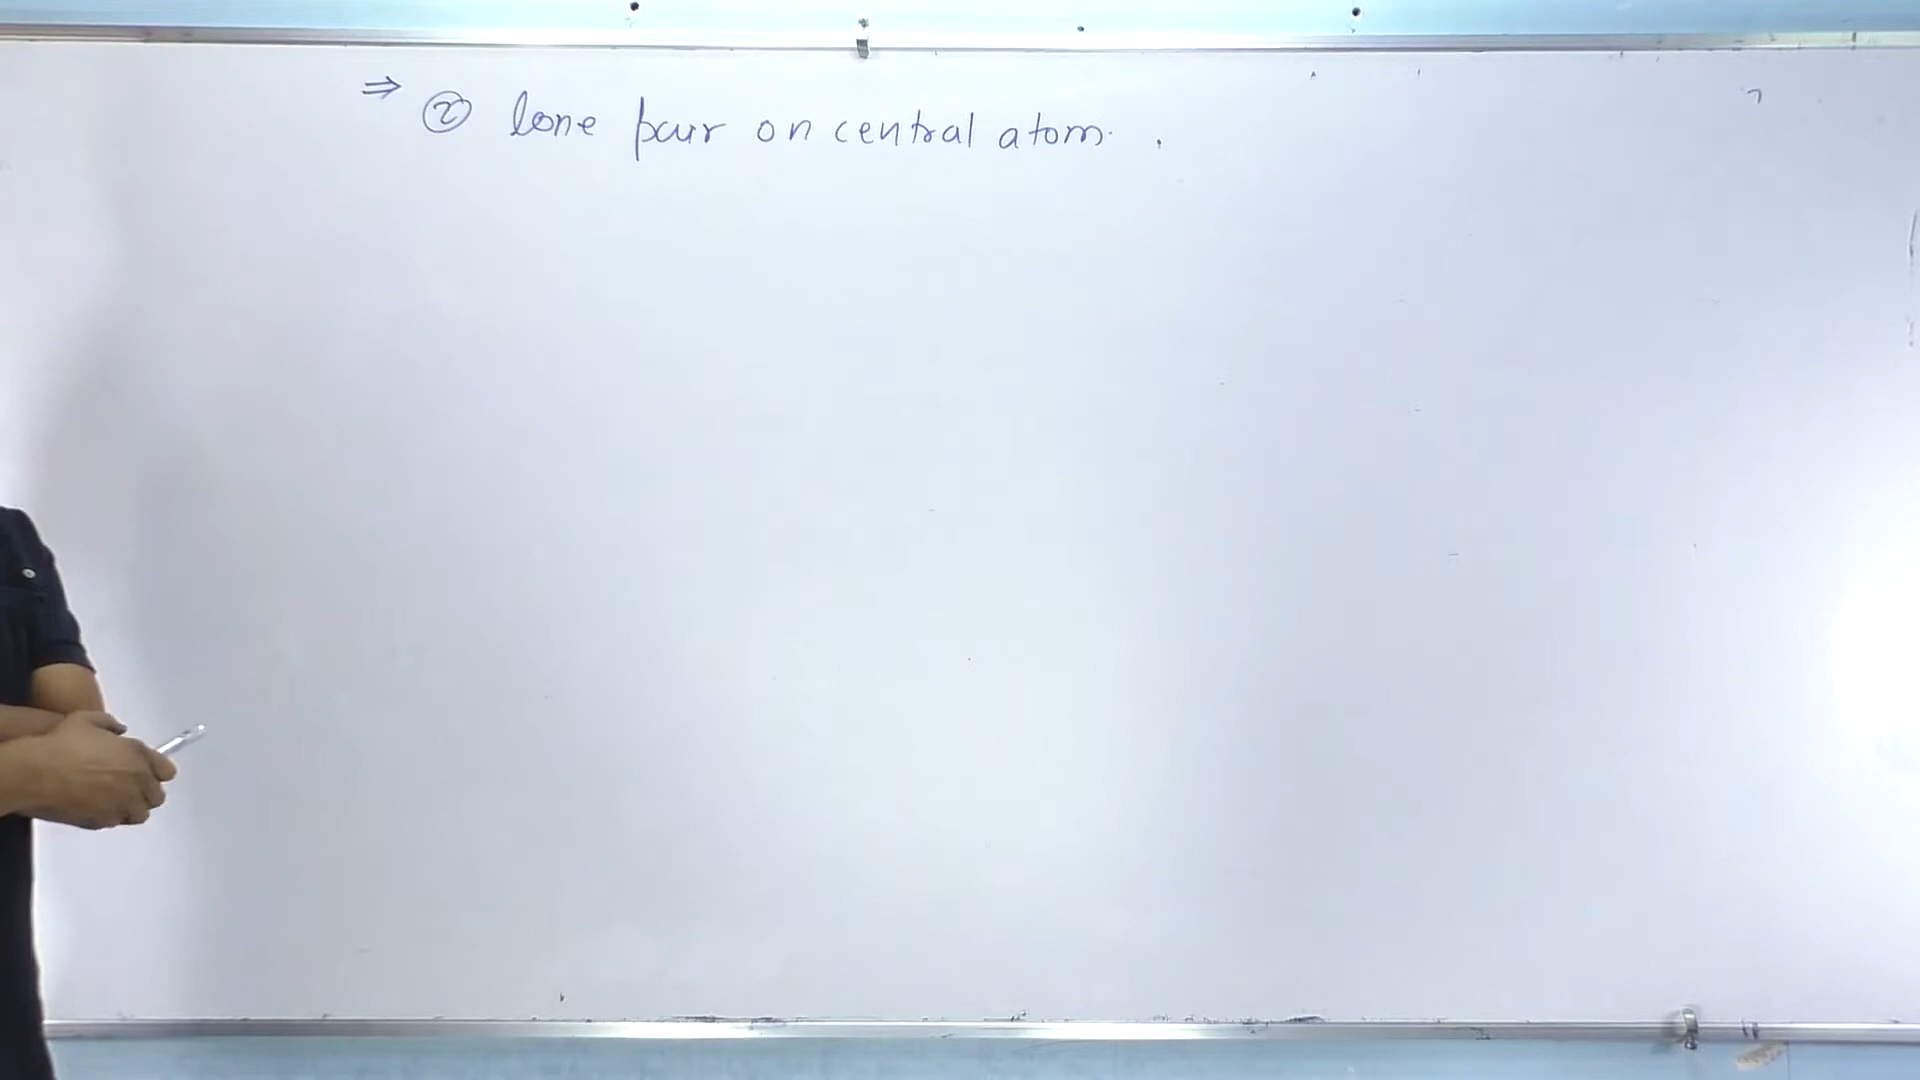 ⇒ ② lone pair on central atom.